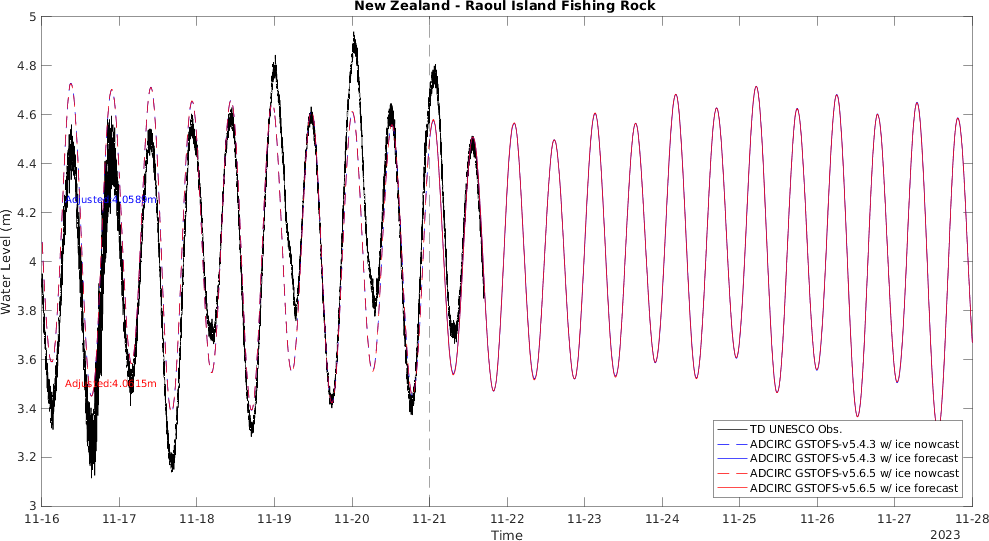 New Zealand - Raoul Island Fishing Rock
5
4.8
4.6
4.4
4.2
4
3.8
3.6
3.4
3.2
3
Water Level (m)
Adjusted:4.0589m
TD UNESCO Obs.
ADCIRC GSTOFS-v5.4.3 w/ ice nowcast
ADCIRC GSTOFS-v5.4.3 w/ ice forecast
ADCIRC GSTOFS-v5.6.5 w/ ice nowcast
ADCIRC GSTOFS-v5.6.5 w/ ice forecast
11-16 11-17 11-18 11-19 11-20 11-21 11-22 11-23 11-24 11-25 11-26 11-27 11-28
Time
2023